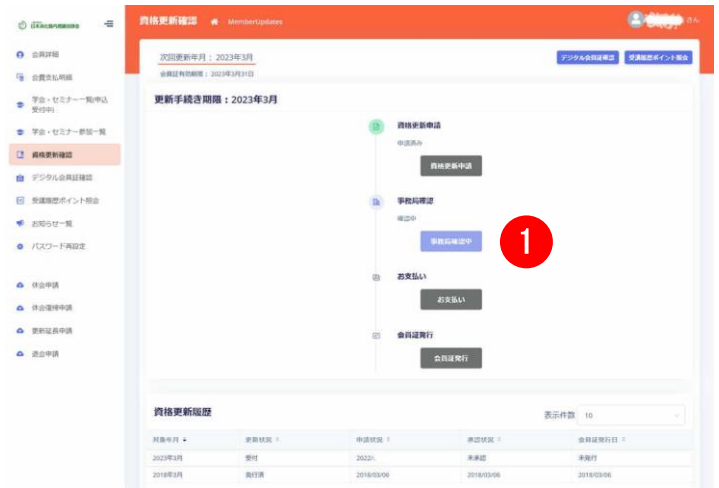 資格更新確認 MemberUpdates
さん
会員詳細
会費支払明細
学会・セミナー一覧(申込受付中)
学会・セミナー参加一覧
資格更新確認
デジタル会員証確認
受講履歴ポイント照会
お知らせ一覧
パスワード再設定
休会申請
休会復帰申請
更新延長申請
退会申請
次回更新年月：2023年3月
会員証有効期限：2023年3月31日
デジタル会員証確認 受講履歴ポイント照会
更新手続き期限：2023年3月
資格更新申請
申請済み
資格更新申請
事務局確認
確認中
事務局確認中
1
お支払い
お支払い
会員証発行
会員証発行
資格更新履歴
表示件数 10
対象年月 更新状況 申請状況 承認状況 会員証発行日
2023年3月 受付 2022/ 未承認 未発行
2018年3月 発行済 2018/03/06 2018/03/06 2018/03/06